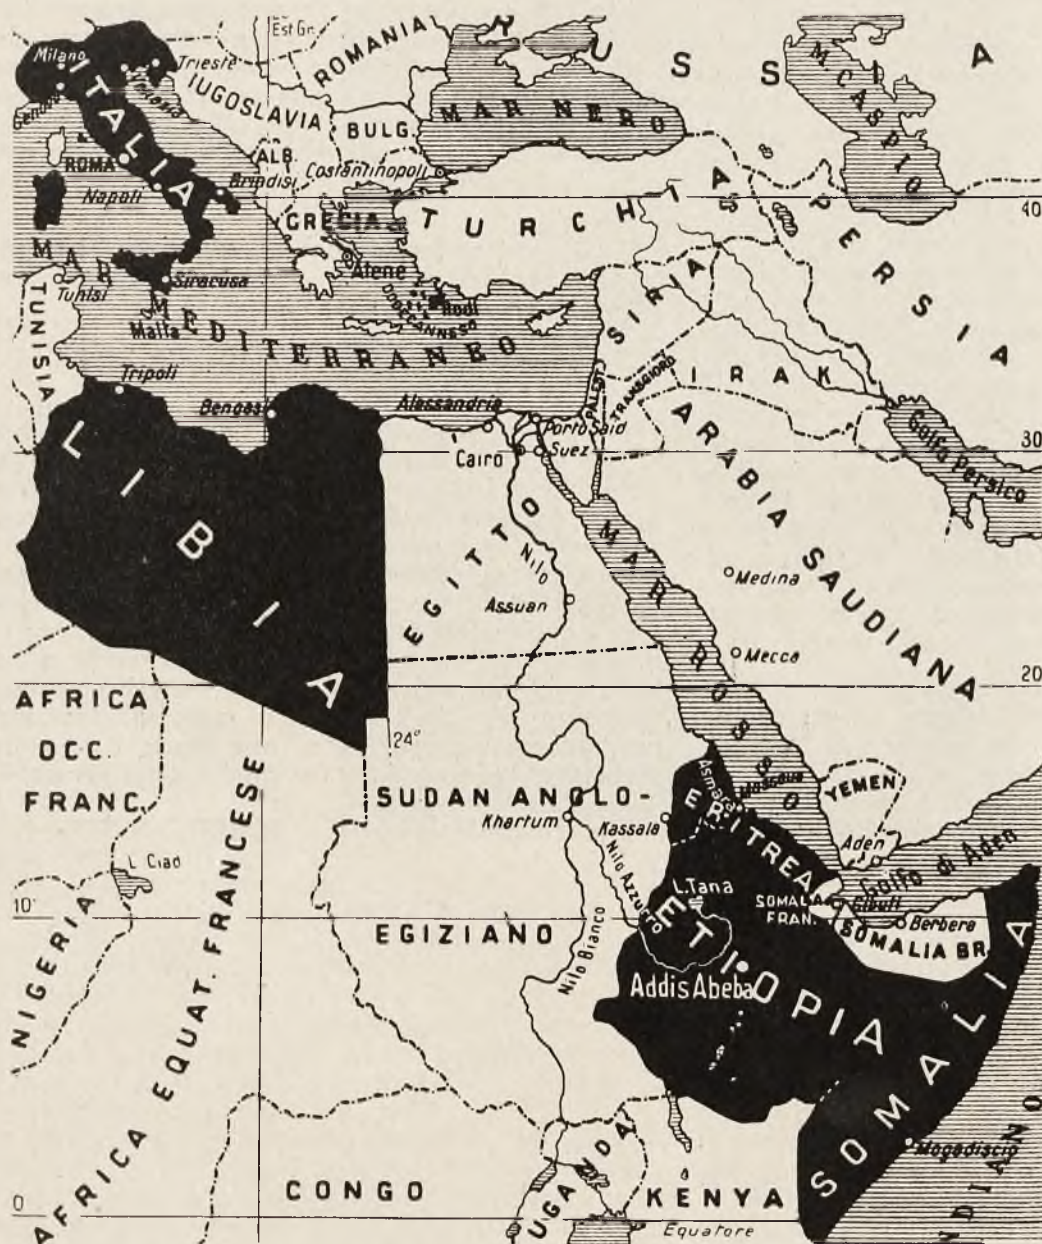 Est Gr.
ROMANIA
RUSSIA
Milano
Trieste
Venezia
Genova
ITALIA
IUGOSLAVIA
BULG.
MAR NERO
M. CASPIO
ALB.
Costantinopoli
ROMA
Napoli
Brindisi
GRECIA
TURCHIA
PERSIA
40
MAR MEDITERRANEO
Tunisi
TUNISIA
Siracusa
Malta
Atene
Rodi
DODECANNESO
SIRIA
IRAK
PALEST.
TRANSGIORD.
Tripoli
Bengasi
Alessandria
Porto Said
Cairo
Suez
30
Golfo Persico
ARABIA SAUDIANA
LIBIA
EGITTO
Nilo
Assuan
MAR ROSSO
Medina
Mecca
20
AFRICA
OCC.
FRANC.
24°
AFRICA EQUAT. FRANCESE
SUDAN ANGLO-
EGIZIANO
Khartum
Kassala
Asmara
Massaua
ERITREA
YEMEN
Aden
Golfo di Aden
L. Ciad
Nilo Azzurro
Nilo Bianco
L. Tana
SOMALIA
FRAN.
Gibuti
Berbera
SOMALIA BR.
10°
NIGERIA
ETIOPIA
Addis Abeba
SOMALIA
Mogadiscio
CONGO
UGANDA
KENYA
0
Equatore
INDIANO